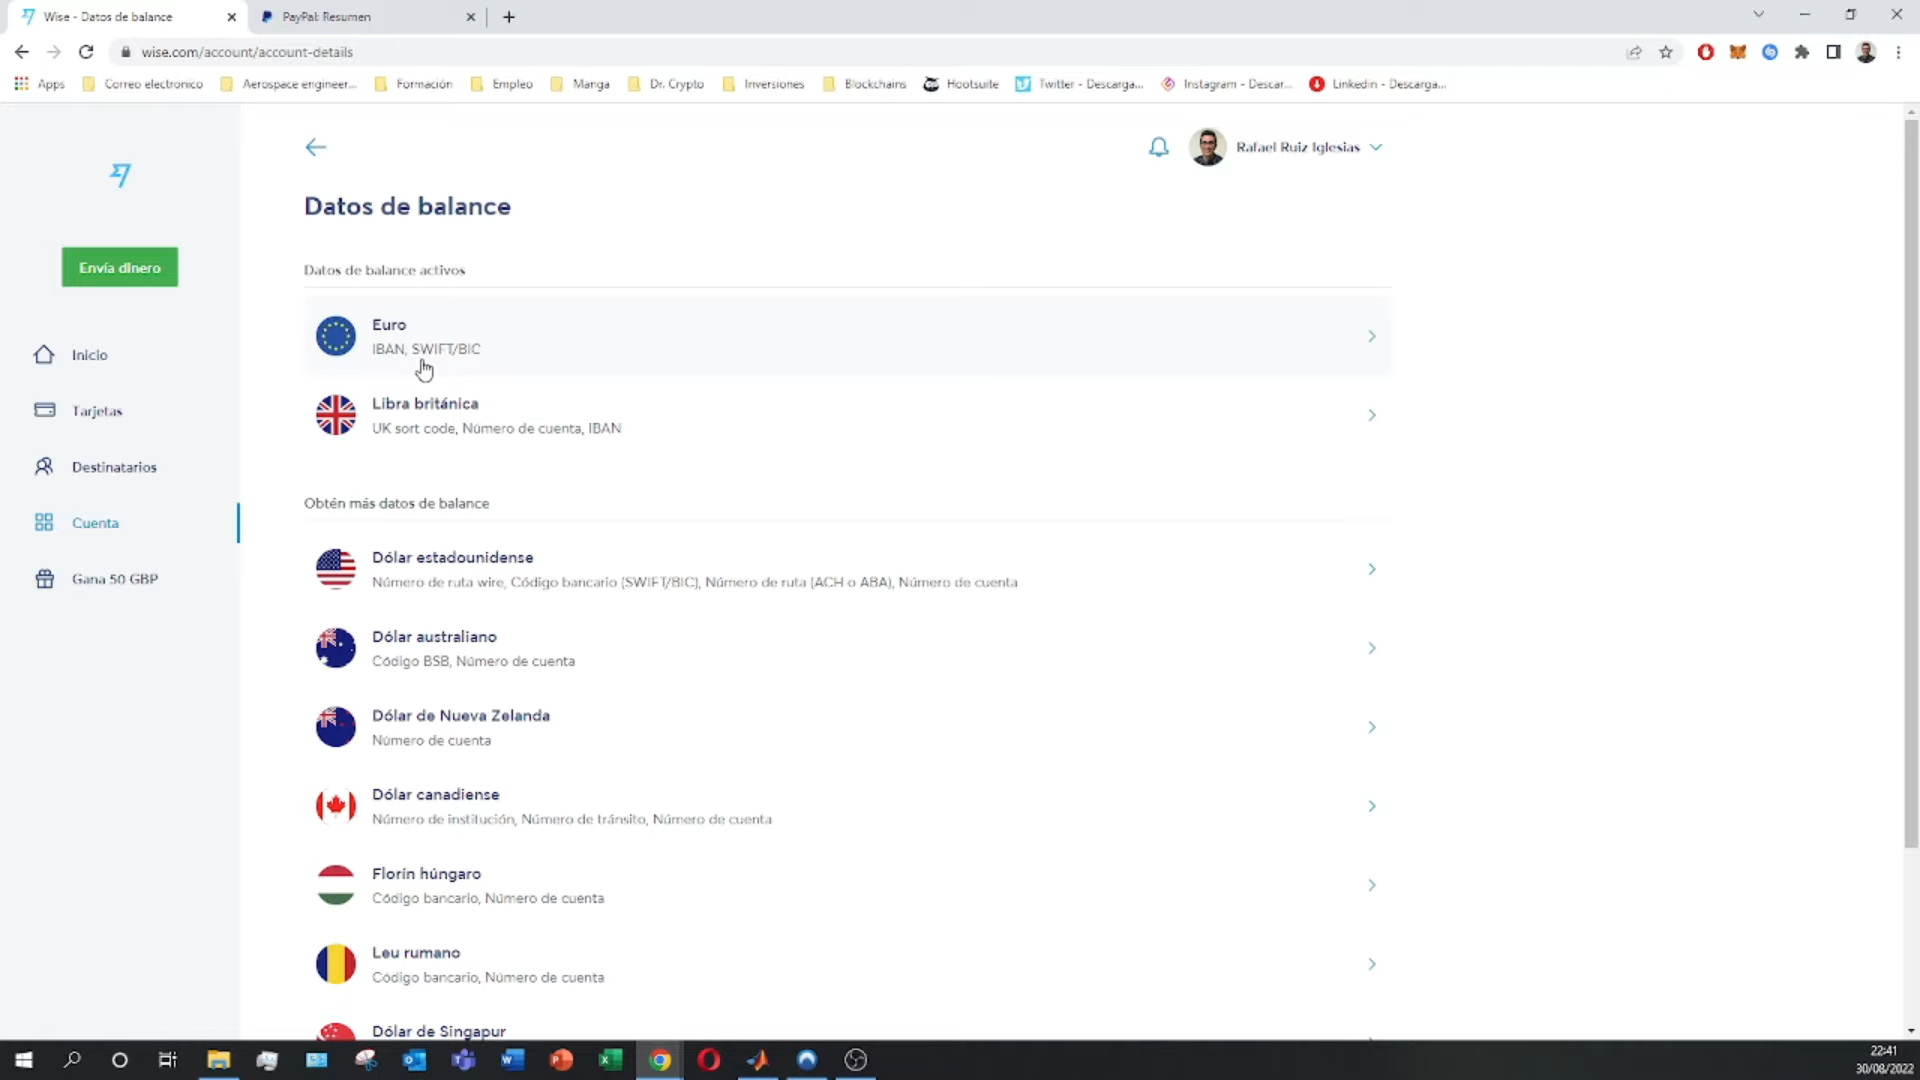 Wise - Datos de balance
PayPal: Resumen
wise.com/account/account-details
Apps
Correo electronico
Aerospace engineer...
Formación
Empleo
Manga
Dr. Crypto
Inversiones
Blockchains
Hootsuite
Twitter - Descarga...
Instagram - Descar...
Linkedin - Descarga...
Rafael Ruiz Iglesias
Datos de balance
Envía dinero
Datos de balance activos
Euro
IBAN, SWIFT/BIC
Inicio
Libra británica
UK sort code, Número de cuenta, IBAN
Tarjetas
Destinatarios
Obtén más datos de balance
Cuenta
Dólar estadounidense
Número de ruta wire, Código bancario (SWIFT/BIC), Número de ruta (ACH o ABA), Número de cuenta
Gana 50 GBP
Dólar australiano
Código BSB, Número de cuenta
Dólar de Nueva Zelanda
Número de cuenta
Dólar canadiense
Número de institución, Número de tránsito, Número de cuenta
Florín húngaro
Código bancario, Número de cuenta
Leu rumano
Código bancario, Número de cuenta
Dólar de Singapur
22:41
30/08/2022